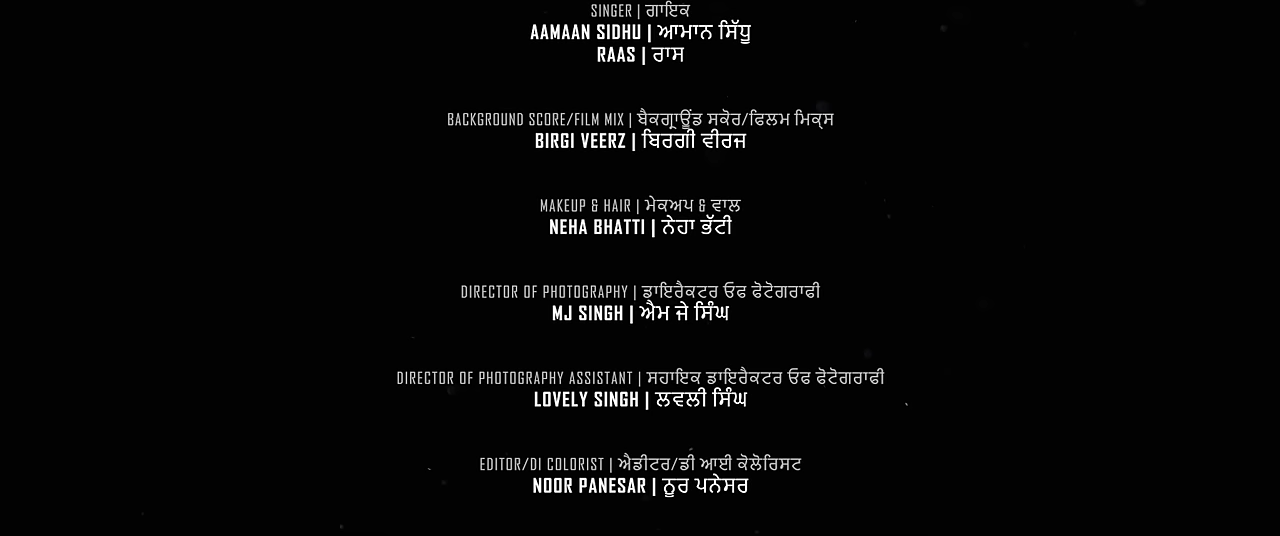 SINGER | ਗਾਇਕ
AAMAAN SIDHU | ਆਮਾਨ ਸਿੱਧੂ
RAAS | ਰਾਸ
BACKGROUND SCORE/FILM MIX | ਬੈਕਗ੍ਰਾਊਂਡ ਸਕੋਰ/ਫਿਲਮ ਮਿਕ੍ਸ
BIRGI VEERZ | ਬਿਰਗੀ ਵੀਰਜ
MAKEUP & HAIR | ਮੇਕਅਪ & ਵਾਲ
NEHA BHATTI | ਨੇਹਾ ਭੱਟੀ
DIRECTOR OF PHOTOGRAPHY | ਡਾਇਰੈਕਟਰ ਓਫ ਫੋਟੋਗਰਾਫੀ
MJ SINGH | ਐਮ ਜੇ ਸਿੰਘ
DIRECTOR OF PHOTOGRAPHY ASSISTANT | ਸਹਾਇਕ ਡਾਇਰੈਕਟਰ ਓਫ ਫੋਟੋਗਰਾਫੀ
LOVELY SINGH | ਲਵਲੀ ਸਿੰਘ
EDITOR/DI COLORIST | ਐਡੀਟਰ/ਡੀ ਆਈ ਕੋਲੋਰਿਸਟ
NOOR PANESAR | ਨੂਰ ਪਨੇਸਰ